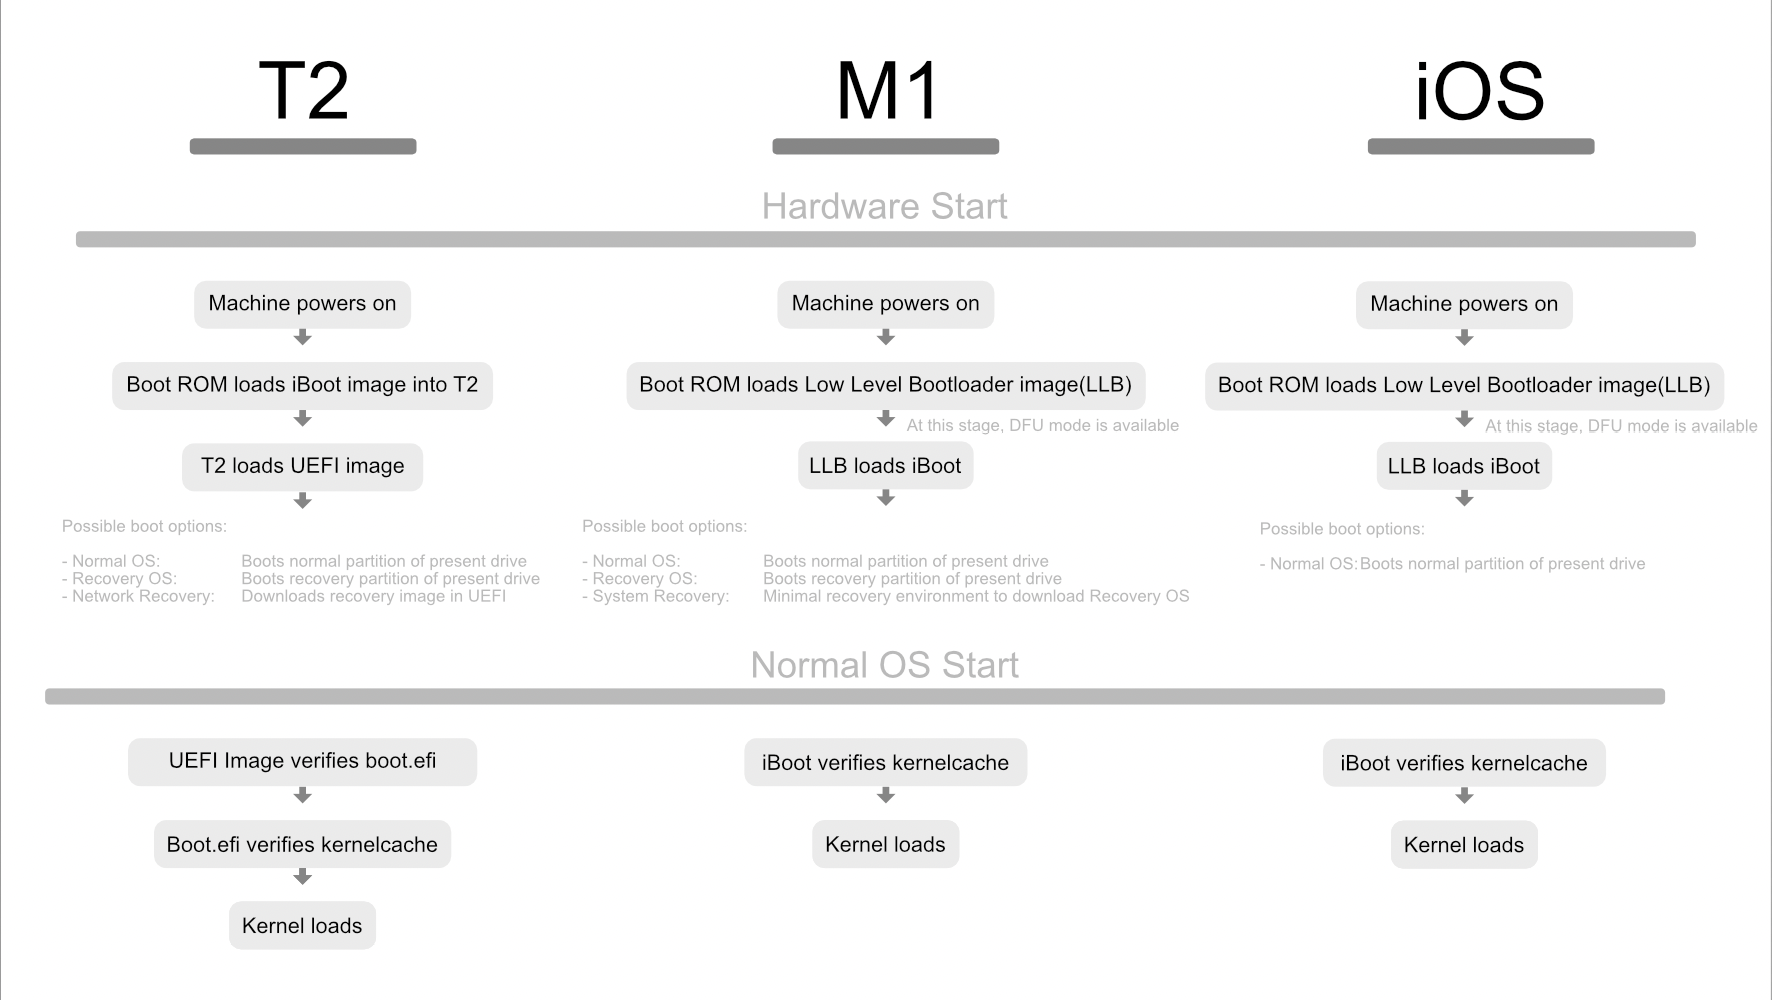 T2
M1
iOS
Hardware Start
Machine powers on
Boot ROM loads iBoot image into T2
T2 loads UEFI image
Possible boot options:
- Normal OS: Boots normal partition of present drive
- Recovery OS: Boots recovery partition of present drive
- Network Recovery: Downloads recovery image in UEFI
Machine powers on
Boot ROM loads Low Level Bootloader image(LLB)
At this stage, DFU mode is available
LLB loads iBoot
Possible boot options:
- Normal OS: Boots normal partition of present drive
- Recovery OS: Boots recovery partition of present drive
- System Recovery: Minimal recovery environment to download Recovery OS
Machine powers on
Boot ROM loads Low Level Bootloader image(LLB)
At this stage, DFU mode is available
LLB loads iBoot
Possible boot options:
- Normal OS: Boots normal partition of present drive
Normal OS Start
UEFI Image verifies boot.efi
Boot.efi verifies kernelcache
Kernel loads
iBoot verifies kernelcache
Kernel loads
iBoot verifies kernelcache
Kernel loads